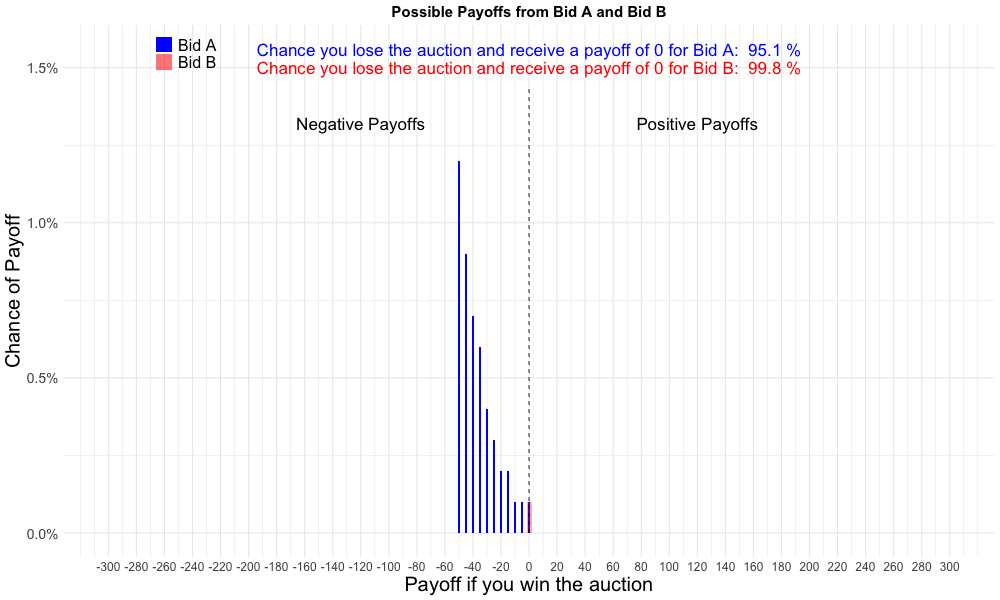 Possible Payoffs from Bid A and Bid B
Bid A
Bid B
Chance you lose the auction and receive a payoff of 0 for Bid A:  95.1 %
Chance you lose the auction and receive a payoff of 0 for Bid B:  99.8 %
Negative Payoffs
Positive Payoffs
Chance of Payoff
1.5%
1.0%
0.5%
0.0%
-300 -280 -260 -240 -220 -200 -180 -160 -140 -120 -100 -80 -60 -40 -20 0 20 40 60 80 100 120 140 160 180 200 220 240 260 280 300
Payoff if you win the auction